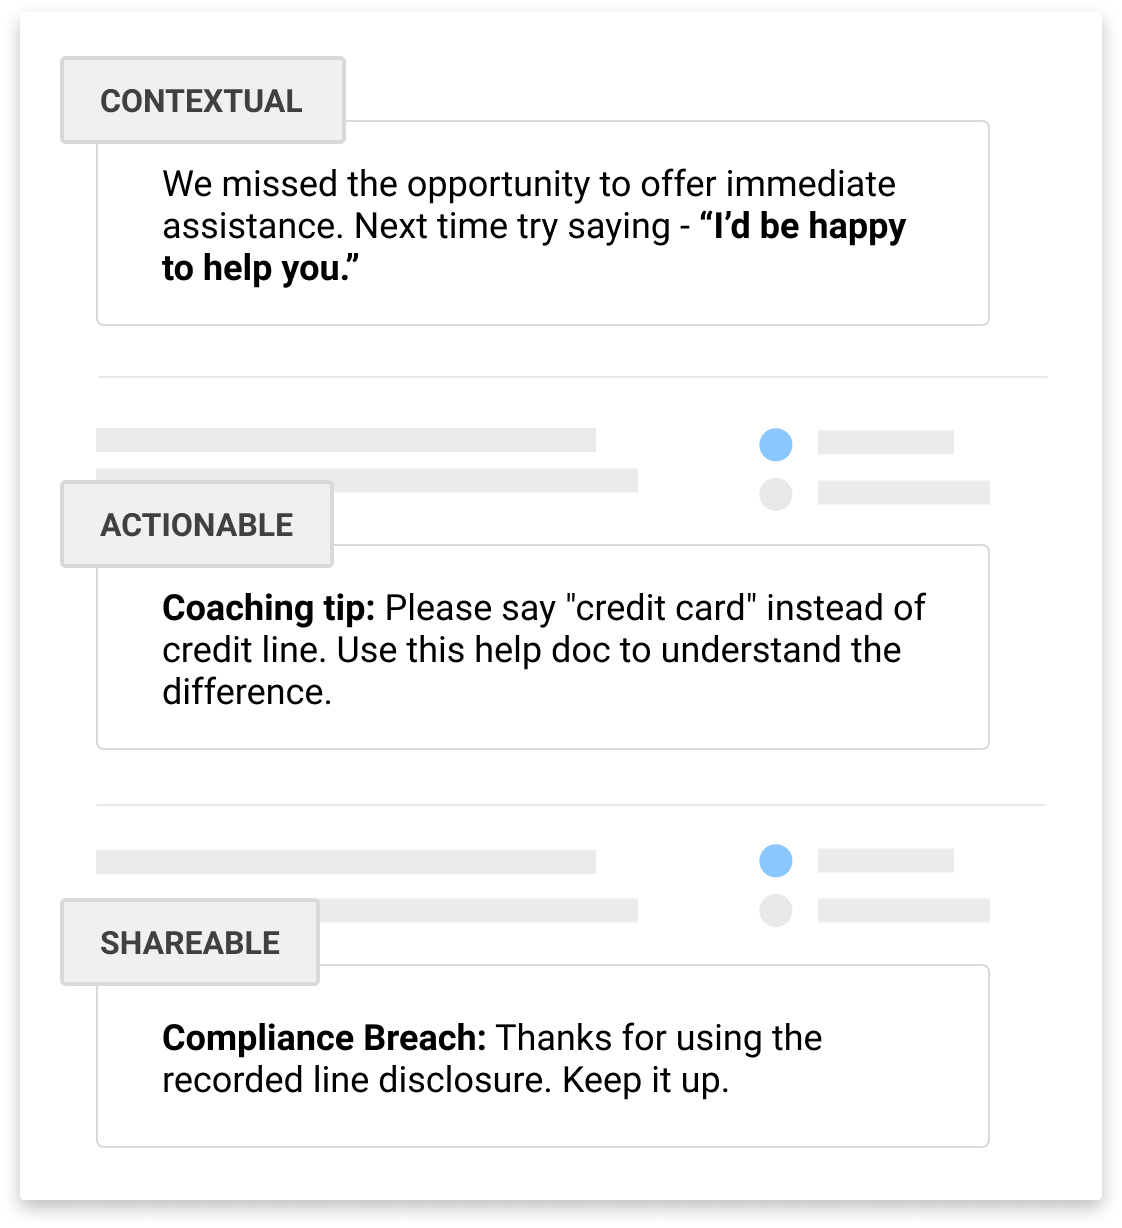 CONTEXTUAL
We missed the opportunity to offer immediate
assistance. Next time try saying - “I’d be happy
to help you.”
ACTIONABLE
Coaching tip: Please say "credit card" instead of
credit line. Use this help doc to understand the
difference.
SHAREABLE
Compliance Breach: Thanks for using the
recorded line disclosure. Keep it up.